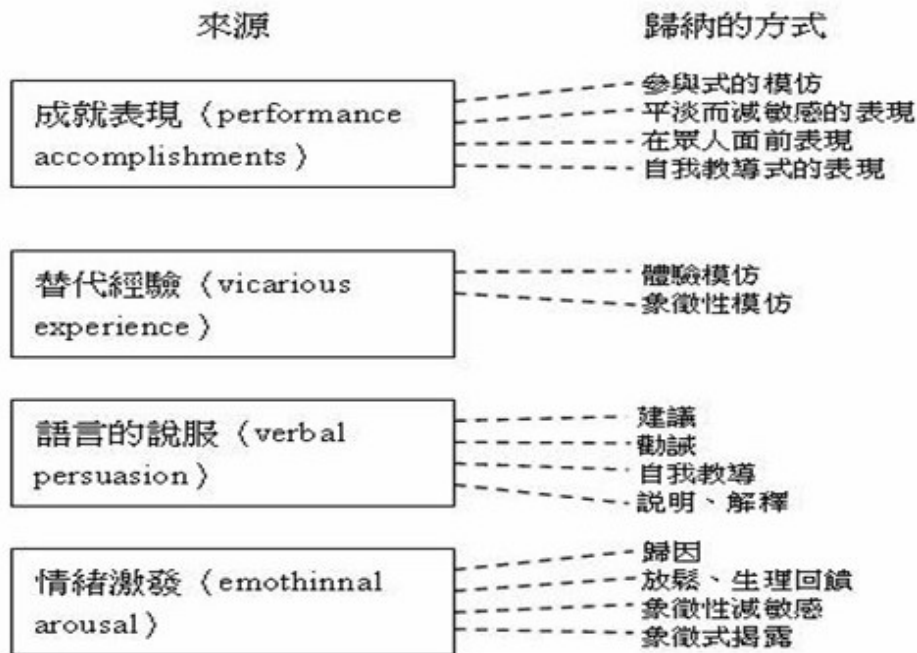 來源
歸納的方式
成就表現（performance
accomplishments）
參與式的模仿
平淡而減敏感的表現
在眾人面前表現
自我教導式的表現
替代經驗（vicarious
experience）
體驗模仿
象徵性模仿
語言的說服（verbal
persuasion）
建議
勸誡
自我教導
說明、解釋
情緒激發（emothinnal
arousal）
歸因
放鬆、生理回饋
象徵性減敏感
象徵式揭露